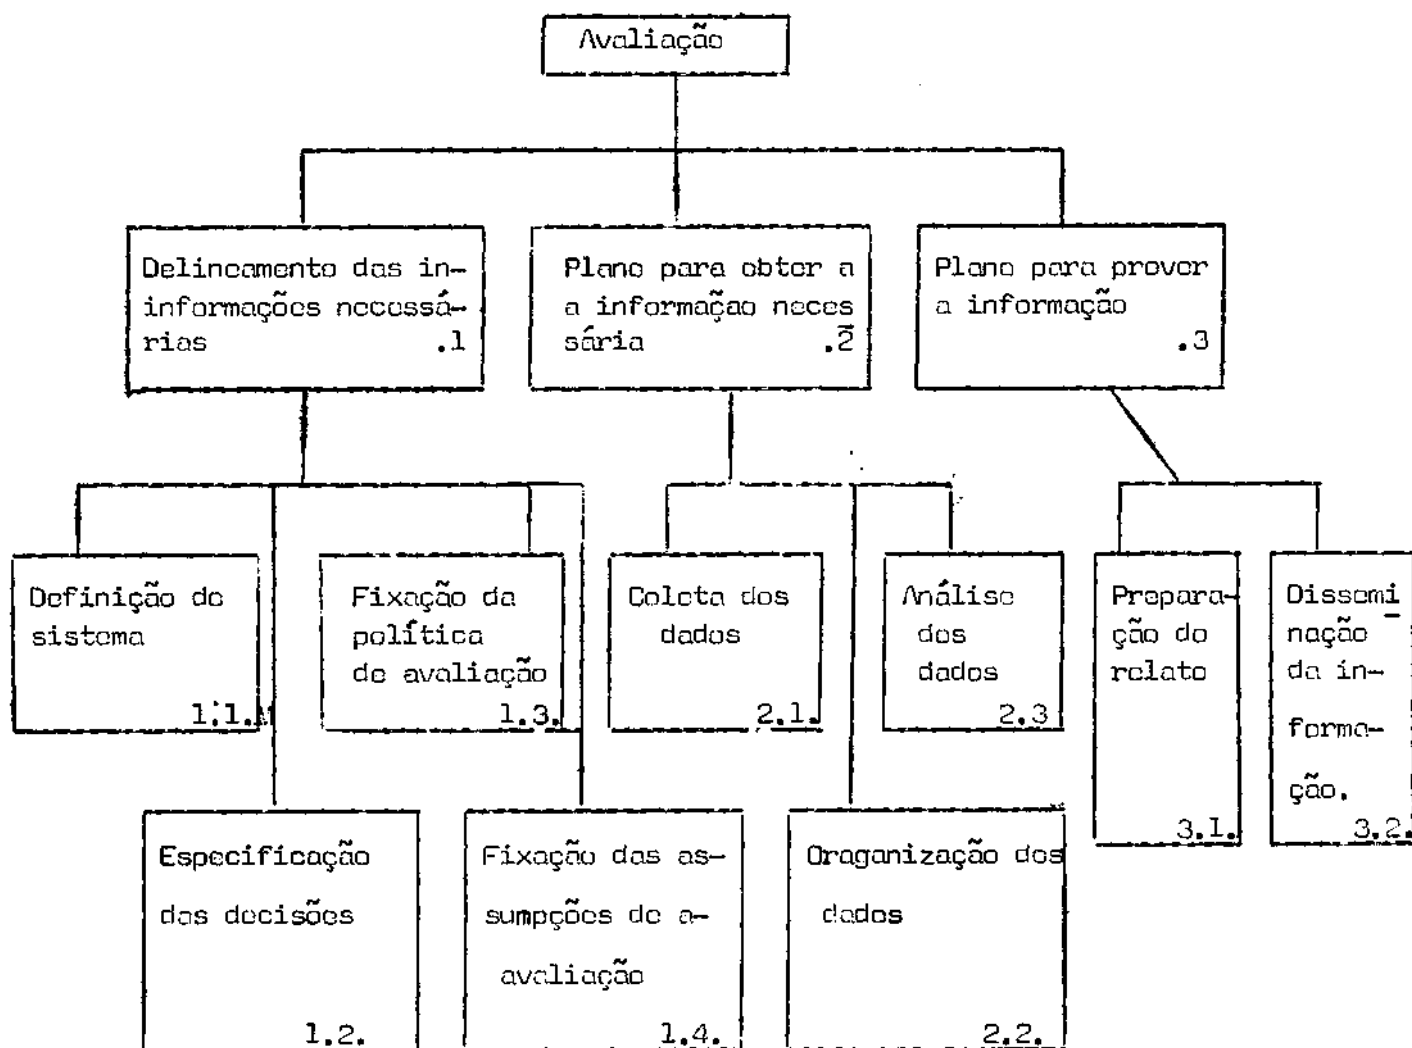 Avaliação
Delineamento das in-
informações necessá-
rias .1
Plano para obter a
a informação neces
sária .2
Plano para prover
a informação
.3
Definição do
sistema
1.1.
Fixação da
política
de avaliação
1.3.
Coleta dos
dados
2.1.
Análise
dos
dados
2.3
Prepara-
ção do
relato
3.1.
Dissemi
nação
da in-
forma-
ção.
3.2.
Especificação
das decisões
1.2.
Fixação das as-
sumpções de a-
avaliação
1.4.
Oraganização dos
dados
2.2.